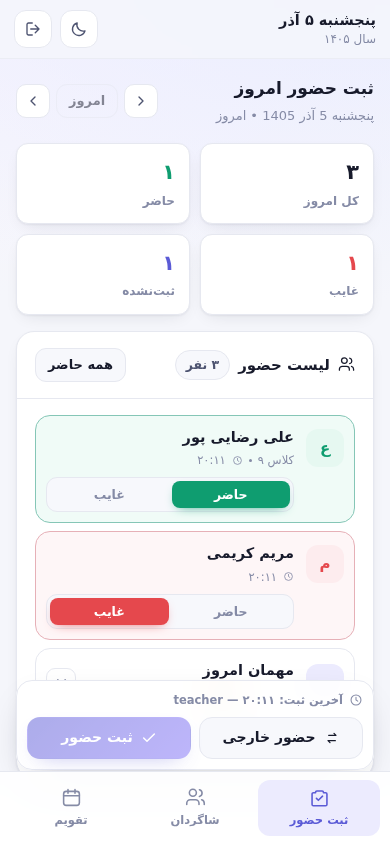 پنجشنبه ۵ آذر
سال ۱۴۰۵
ثبت حضور امروز
پنجشنبه 5 آذر 1405 • امروز
امروز
۳
کل امروز
۱
حاضر
۱
غایب
۱
ثبت‌نشده
لیست حضور
۳ نفر
همه حاضر
ع
علی رضایی پور
کلاس ۹ • ۲۰:۱۱
حاضر
غایب
م
مریم کریمی
۲۰:۱۱
حاضر
غایب
مهمان امروز
آخرین ثبت: ۲۰:۱۱ — teacher
حضور خارجی
ثبت حضور
ثبت حضور
شاگردان
تقویم